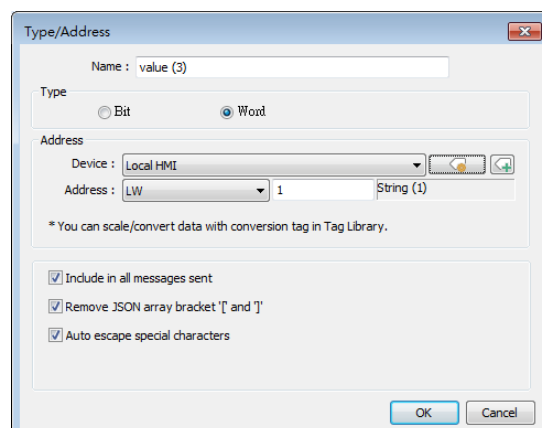 Type/Address
Name : value (3)
Type
Bit Word
Address
Device : Local HMI
Address : LW 1 String (1)
* You can scale/convert data with conversion tag in Tag Library.
Include in all messages sent
Remove JSON array bracket '[' and ']'
Auto escape special characters
OK Cancel